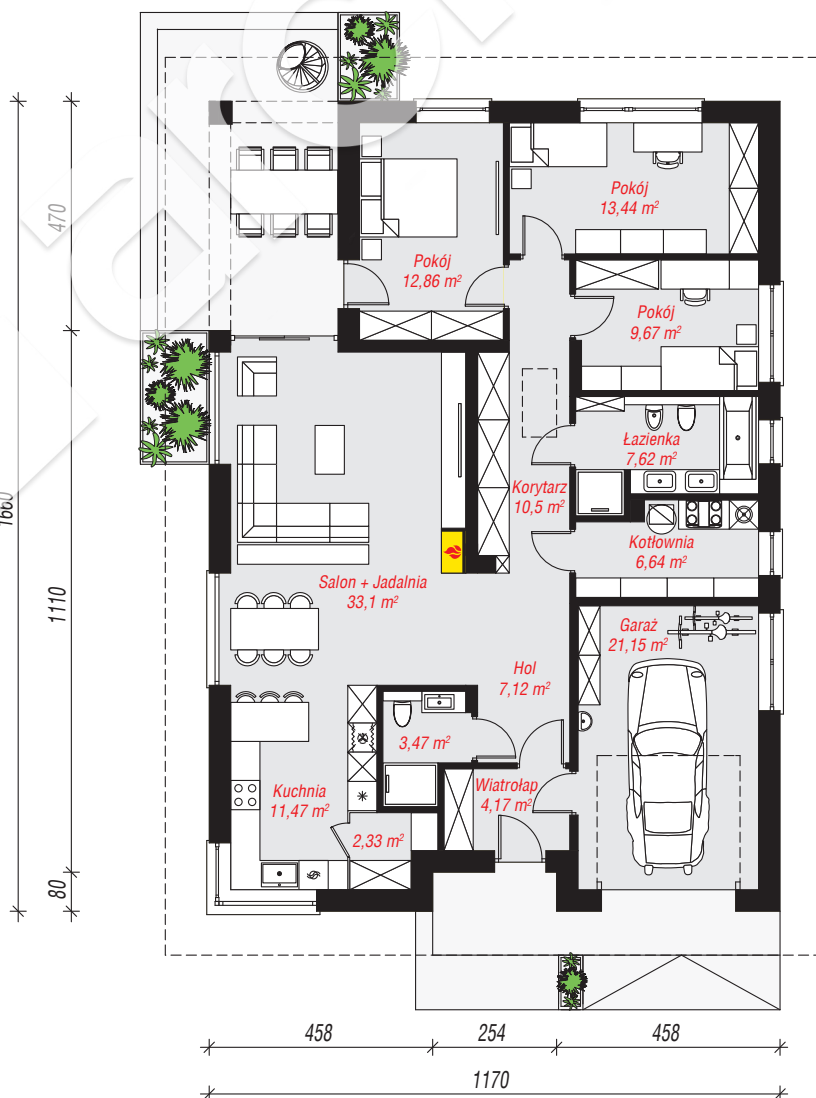 Pokój
13,44 m²
Pokój
12,86 m²
Pokój
9,67 m²
470
Łazienka
7,62 m²
Korytarz
10,5 m²
Kotłownia
6,64 m²
1660
1110
Salon + Jadalnia
33,1 m²
Garaż
21,15 m²
Hol
7,12 m²
3,47 m²
Kuchnia
11,47 m²
Wiatrołap
4,17 m²
2,33 m²
80
458
254
458
1170